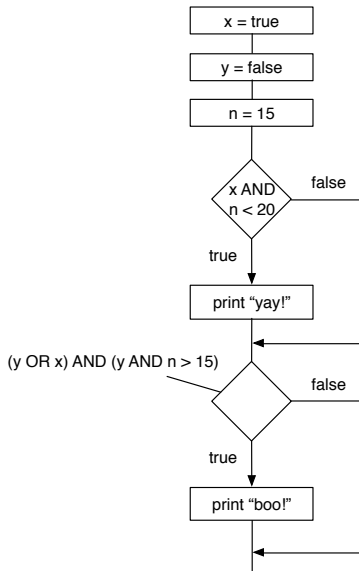 x = true
y = false
n = 15
x AND
n < 20
false
true
print “yay!”
(y OR x) AND (y AND n > 15)
false
true
print “boo!”